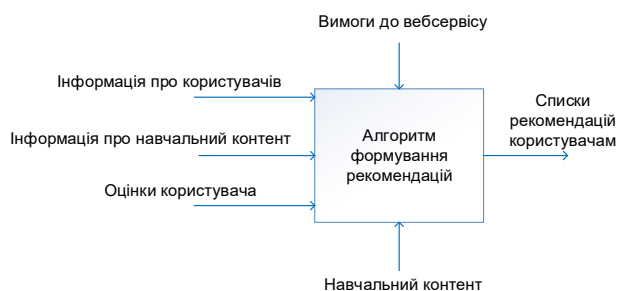 Вимоги до вебсервісу
Інформація про користувачів
Інформація про навчальний контент
Оцінки користувача
Алгоритм
формування
рекомендацій
Списки
рекомендацій
користувачам
Навчальний контент